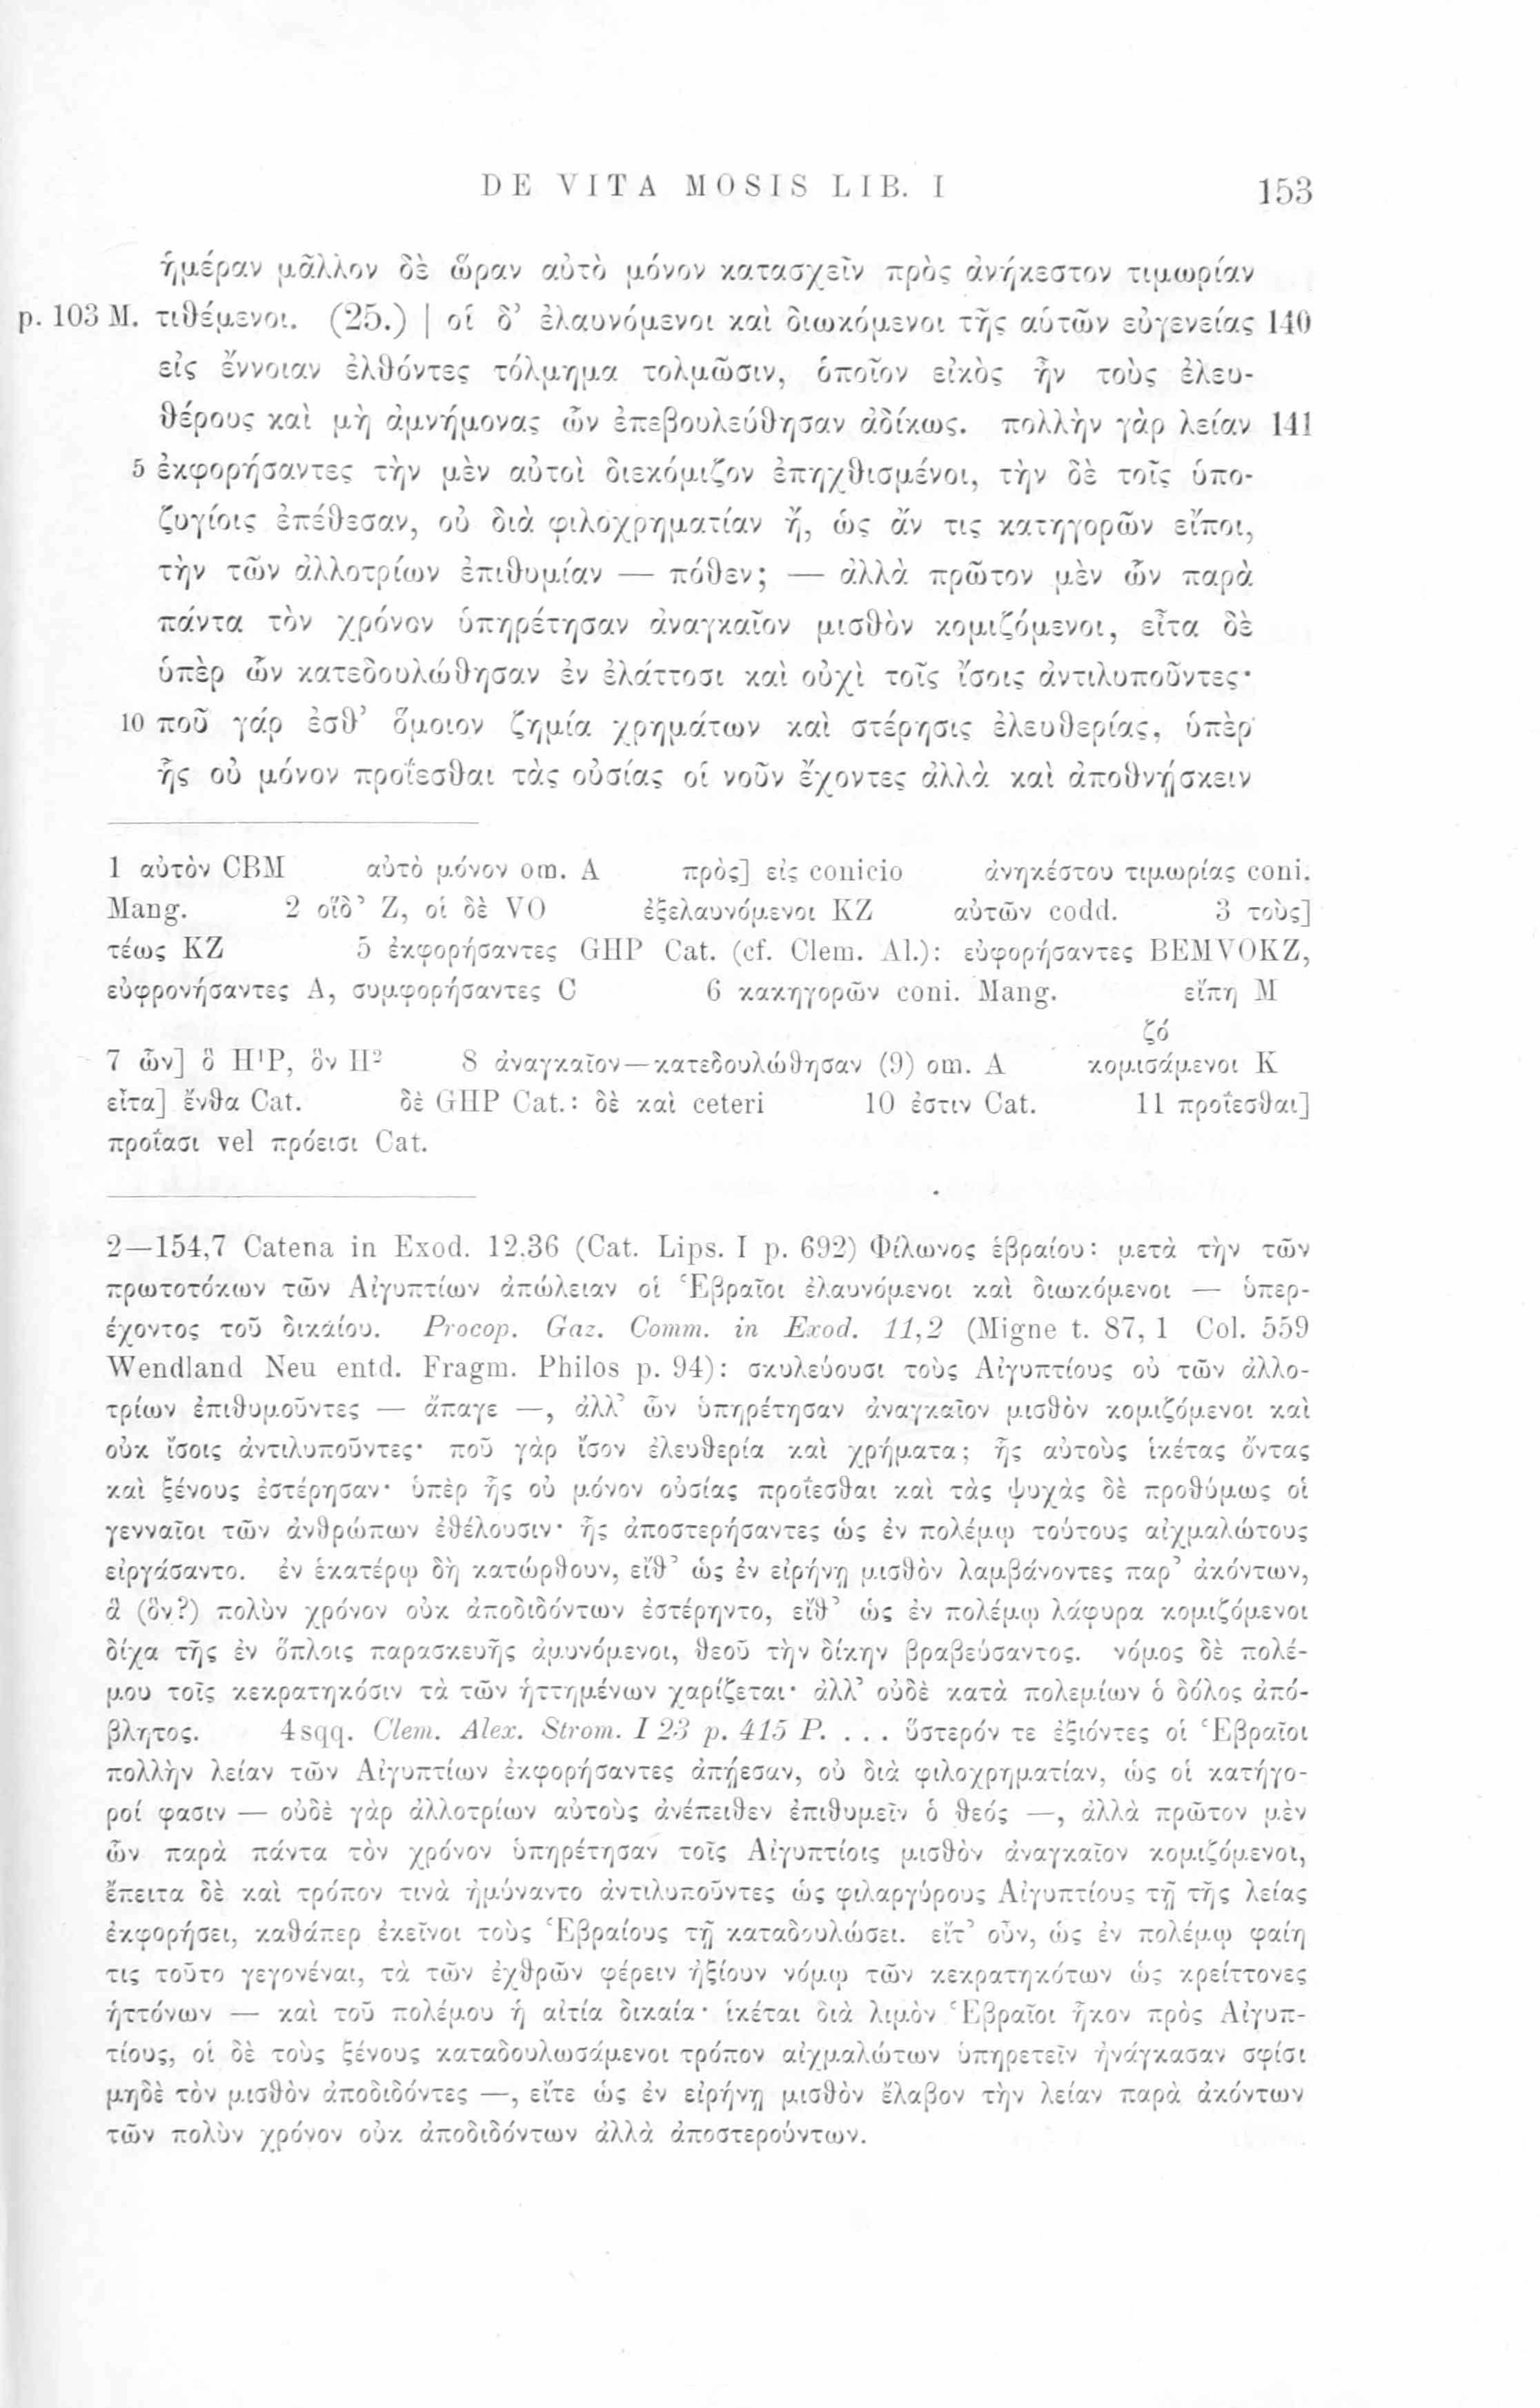 DE VITA MOSIS LIB. I 153
ἡμέραν μᾶλλον δὲ ὥραν αὐτὸ μόνον κατασχεῖν πρὸς ἀνήκεστον τιμωρίαν
p. 103 M. τιθέμενοι. (25.) | οἱ δ’ ἐλαυνόμενοι καὶ διωκόμενοι τῆς αὑτῶν εὐγενείας 140
εἰς ἔννοιαν ἐλθόντες τόλμημα τολμῶσιν, ὁποῖον εἰκὸς ἦν τοὺς ἐλευ-
θέρους καὶ μὴ ἀμνήμονας ὧν ἐπεβουλεύθησαν ἀδίκως. πολλὴν γὰρ λείαν 141
5 ἐκφορήσαντες τὴν μὲν αὐτοὶ διεκόμιζον ἐπηχθισμένοι, τὴν δὲ τοῖς ὑπο-
ζυγίοις ἐπέθεσαν, οὐ διὰ φιλοχρηματίαν ἤ, ὡς ἄν τις κατηγορῶν εἴποι,
τὴν τῶν ἀλλοτρίων ἐπιθυμίαν — πόθεν; — ἀλλὰ πρῶτον μὲν ὧν παρὰ
πάντα τὸν χρόνον ὑπηρέτησαν ἀναγκαῖον μισθὸν κομιζόμενοι, εἶτα δὲ
ὑπὲρ ὧν κατεδουλώθησαν ἐν ἐλάττοσι καὶ οὐχὶ τοῖς ἴσοις ἀντιλυποῦντες·
10 ποῦ γάρ ἐσθ’ ὅμοιον ζημία χρημάτων καὶ στέρησις ἐλευθερίας, ὑπὲρ
ἧς οὐ μόνον προΐεσθαι τὰς οὐσίας οἱ νοῦν ἔχοντες ἀλλὰ καὶ ἀποθνῄσκειν
1 αὐτὸν CBM αὐτὸ μόνον om. A πρὸς] εἰς conicio ἀνηκέστου τιμωρίας coni.
Mang. 2 οἵδ’ Z, οἱ δὲ VO ἐξελαυνόμενοι KZ αὐτῶν codd. 3 τοὺς]
τέως KZ 5 ἐκφορήσαντες GHP Cat. (cf. Clem. Al.): εὐφορήσαντες BEMVOKZ,
εὐφρονήσαντες A, συμφορήσαντες C 6 κακηγορῶν coni. Mang. εἴπη M
ζό
7 ὧν] ὃ H¹P, ὃν H² 8 ἀναγκαῖον—κατεδουλώθησαν (9) om. A κομισάμενοι K
εἶτα] ἔνθα Cat. δὲ GHP Cat.: δὲ καὶ ceteri 10 ἐστιν Cat. 11 προΐεσθαι]
προΐασι vel πρόεισι Cat.
2—154,7 Catena in Exod. 12.36 (Cat. Lips. I p. 692) Φίλωνος ἑβραίου: μετὰ τὴν τῶν
πρωτοτόκων τῶν Αἰγυπτίων ἀπώλειαν οἱ Ἑβραῖοι ἐλαυνόμενοι καὶ διωκόμενοι — ὑπερ-
έχοντος τοῦ δικαίου. Procop. Gaz. Comm. in Exod. 11,2 (Migne t. 87, 1 Col. 559
Wendland Neu entd. Fragm. Philos p. 94): σκυλεύουσι τοὺς Αἰγυπτίους οὐ τῶν ἀλλο-
τρίων ἐπιθυμοῦντες — ἄπαγε —, ἀλλ’ ὧν ὑπηρέτησαν ἀναγκαῖον μισθὸν κομιζόμενοι καὶ
οὐκ ἴσοις ἀντιλυποῦντες· ποῦ γὰρ ἴσον ἐλευθερία καὶ χρήματα; ἧς αὐτοὺς ἱκέτας ὄντας
καὶ ξένους ἐστέρησαν· ὑπὲρ ἧς οὐ μόνον οὐσίας προΐεσθαι καὶ τὰς ψυχὰς δὲ προθύμως οἱ
γενναῖοι τῶν ἀνθρώπων ἐθέλουσιν· ἧς ἀποστερήσαντες ὡς ἐν πολέμῳ τούτους αἰχμαλώτους
εἰργάσαντο. ἐν ἑκατέρῳ δὴ κατώρθουν, εἴθ’ ὡς ἐν εἰρήνῃ μισθὸν λαμβάνοντες παρ’ ἀκόντων,
ἃ (ὃν?) πολὺν χρόνον οὐκ ἀποδιδόντων ἐστέρηντο, εἴθ’ ὡς ἐν πολέμῳ λάφυρα κομιζόμενοι
δίχα τῆς ἐν ὅπλοις παρασκευῆς ἀμυνόμενοι, θεοῦ τὴν δίκην βραβεύσαντος. νόμος δὲ πολέ-
μου τοῖς κεκρατηκόσιν τὰ τῶν ἡττημένων χαρίζεται· ἀλλ’ οὐδὲ κατὰ πολεμίων ὁ δόλος ἀπό-
βλητος. 4 sqq. Clem. Alex. Strom. I 23 p. 415 P. . . . ὕστερόν τε ἐξιόντες οἱ Ἑβραῖοι
πολλὴν λείαν τῶν Αἰγυπτίων ἐκφορήσαντες ἀπῄεσαν, οὐ διὰ φιλοχρηματίαν, ὡς οἱ κατήγο-
ροί φασιν — οὐδὲ γὰρ ἀλλοτρίων αὐτοὺς ἀνέπειθεν ἐπιθυμεῖν ὁ θεός —, ἀλλὰ πρῶτον μὲν
ὧν παρὰ πάντα τὸν χρόνον ὑπηρέτησαν τοῖς Αἰγυπτίοις μισθὸν ἀναγκαῖον κομιζόμενοι,
ἔπειτα δὲ καὶ τρόπον τινὰ ἠμύναντο ἀντιλυποῦντες ὡς φιλαργύρους Αἰγυπτίους τῇ τῆς λείας
ἐκφορήσει, καθάπερ ἐκεῖνοι τοὺς Ἑβραίους τῇ καταδουλώσει. εἴτ’ οὖν, ὡς ἐν πολέμῳ φαίη
τις τοῦτο γεγονέναι, τὰ τῶν ἐχθρῶν φέρειν ἠξίουν νόμῳ τῶν κεκρατηκότων ὡς κρείττονες
ἡττόνων — καὶ τοῦ πολέμου ἡ αἰτία δικαία· ἱκέται διὰ λιμὸν Ἑβραῖοι ἧκον πρὸς Αἰγυπ-
τίους, οἱ δὲ τοὺς ξένους καταδουλωσάμενοι τρόπον αἰχμαλώτων ὑπηρετεῖν ἠνάγκασαν σφίσι
μηδὲ τὸν μισθὸν ἀποδιδόντες —, εἴτε ὡς ἐν εἰρήνῃ μισθὸν ἔλαβον τὴν λείαν παρὰ ἀκόντων
τῶν πολὺν χρόνον οὐκ ἀποδιδόντων ἀλλὰ ἀποστερούντων.